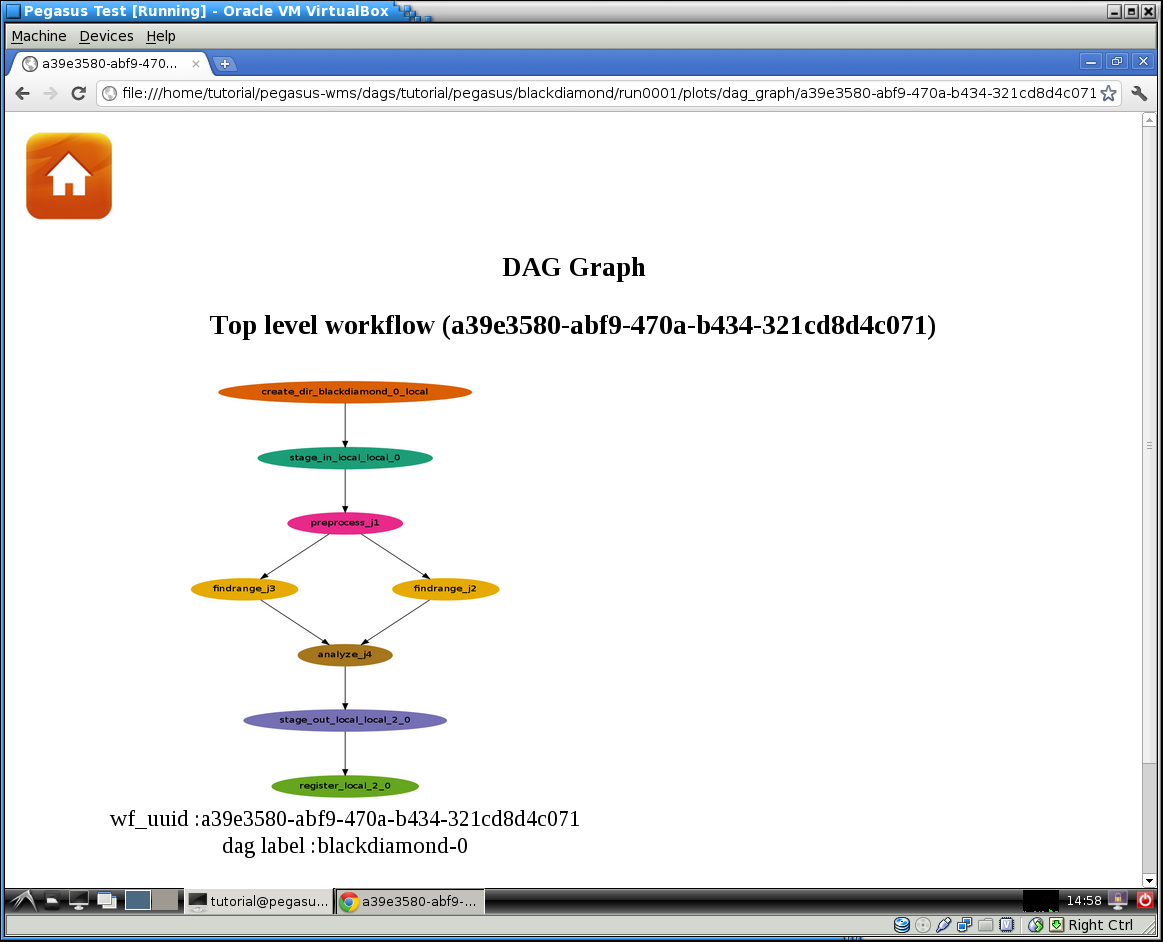 Pegasus Test [Running] - Oracle VM VirtualBox
Machine Devices Help
a39e3580-abf9-470...
file:///home/tutorial/pegasus-wms/dags/tutorial/pegasus/blackdiamond/run0001/plots/dag_graph/a39e3580-abf9-470a-b434-321cd8d4c071
DAG Graph
Top level workflow (a39e3580-abf9-470a-b434-321cd8d4c071)
create_dir_blackdiamond_0_local
stage_in_local_local_0
preprocess_j1
findrange_j3 findrange_j2
analyze_j4
stage_out_local_local_2_0
register_local_2_0
wf_uuid :a39e3580-abf9-470a-b434-321cd8d4c071
dag label :blackdiamond-0
tutorial@pegasu... a39e3580-abf9-... 14:58
Right Ctrl